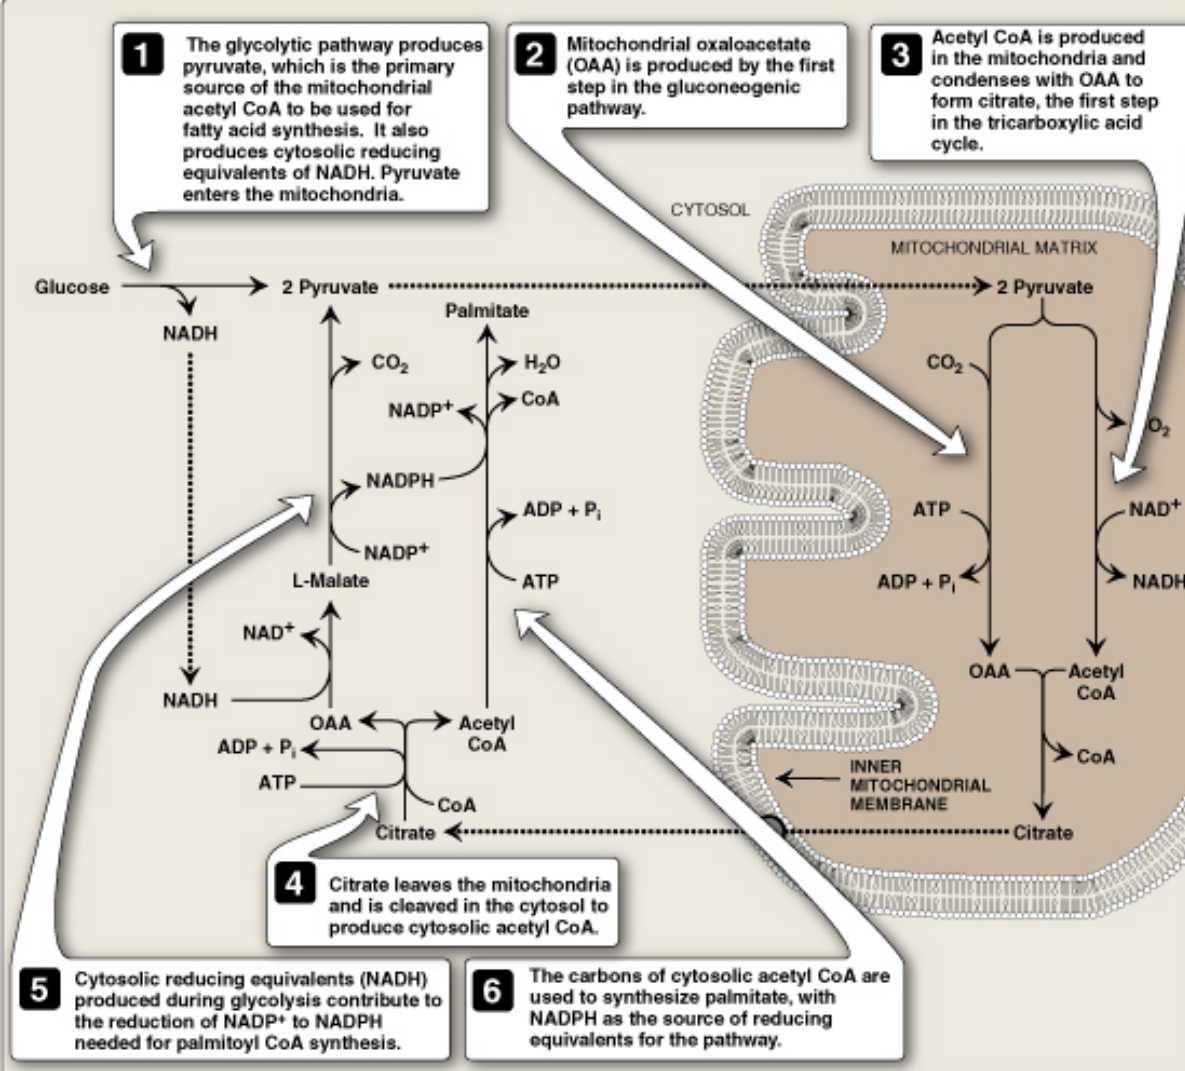 1
The glycolytic pathway produces
pyruvate, which is the primary
source of the mitochondrial
acetyl CoA to be used for
fatty acid synthesis. It also
produces cytosolic reducing
equivalents of NADH. Pyruvate
enters the mitochondria.
2
Mitochondrial oxaloacetate
(OAA) is produced by the first
step in the gluconeogenic
pathway.
3
Acetyl CoA is produced
in the mitochondria and
condenses with OAA to
form citrate, the first step
in the tricarboxylic acid
cycle.
CYTOSOL
MITOCHONDRIAL MATRIX
Glucose
2 Pyruvate
2 Pyruvate
Palmitate
NADH
CO₂
H₂O
CO₂
NADP⁺
CoA
O₂
NADPH
ADP + Pᵢ
ATP
NAD⁺
NADP⁺
L-Malate
ATP
ADP + Pᵢ
NADH
NAD⁺
OAA
Acetyl
CoA
NADH
OAA
Acetyl
CoA
ADP + Pᵢ
CoA
ATP
CoA
INNER
MITOCHONDRIAL
MEMBRANE
Citrate
Citrate
4
Citrate leaves the mitochondria
and is cleaved in the cytosol to
produce cytosolic acetyl CoA.
5
Cytosolic reducing equivalents (NADH)
produced during glycolysis contribute to
the reduction of NADP⁺ to NADPH
needed for palmitoyl CoA synthesis.
6
The carbons of cytosolic acetyl CoA are
used to synthesize palmitate, with
NADPH as the source of reducing
equivalents for the pathway.